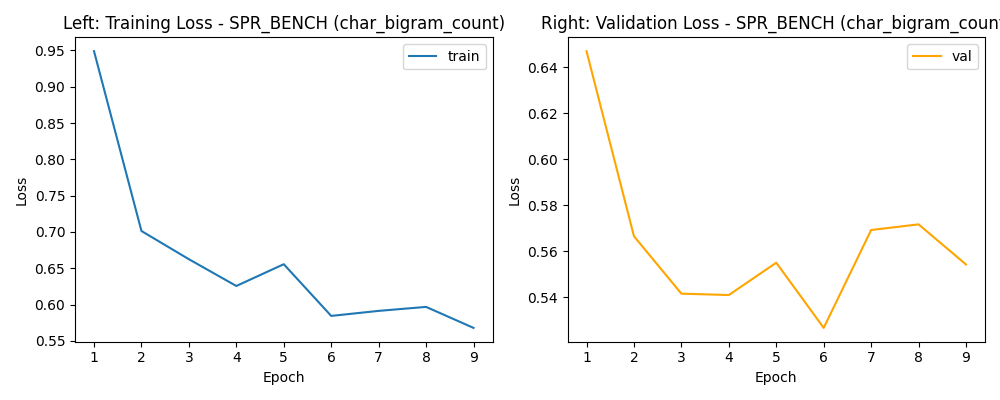 Left: Training Loss - SPR_BENCH (char_bigram_count)
train
0.95
0.90
0.85
0.80
0.75
0.70
0.65
0.60
0.55
Loss
1 2 3 4 5 6 7 8 9
Epoch
Right: Validation Loss - SPR_BENCH (char_bigram_coun
val
0.64
0.62
0.60
0.58
0.56
0.54
Loss
1 2 3 4 5 6 7 8 9
Epoch